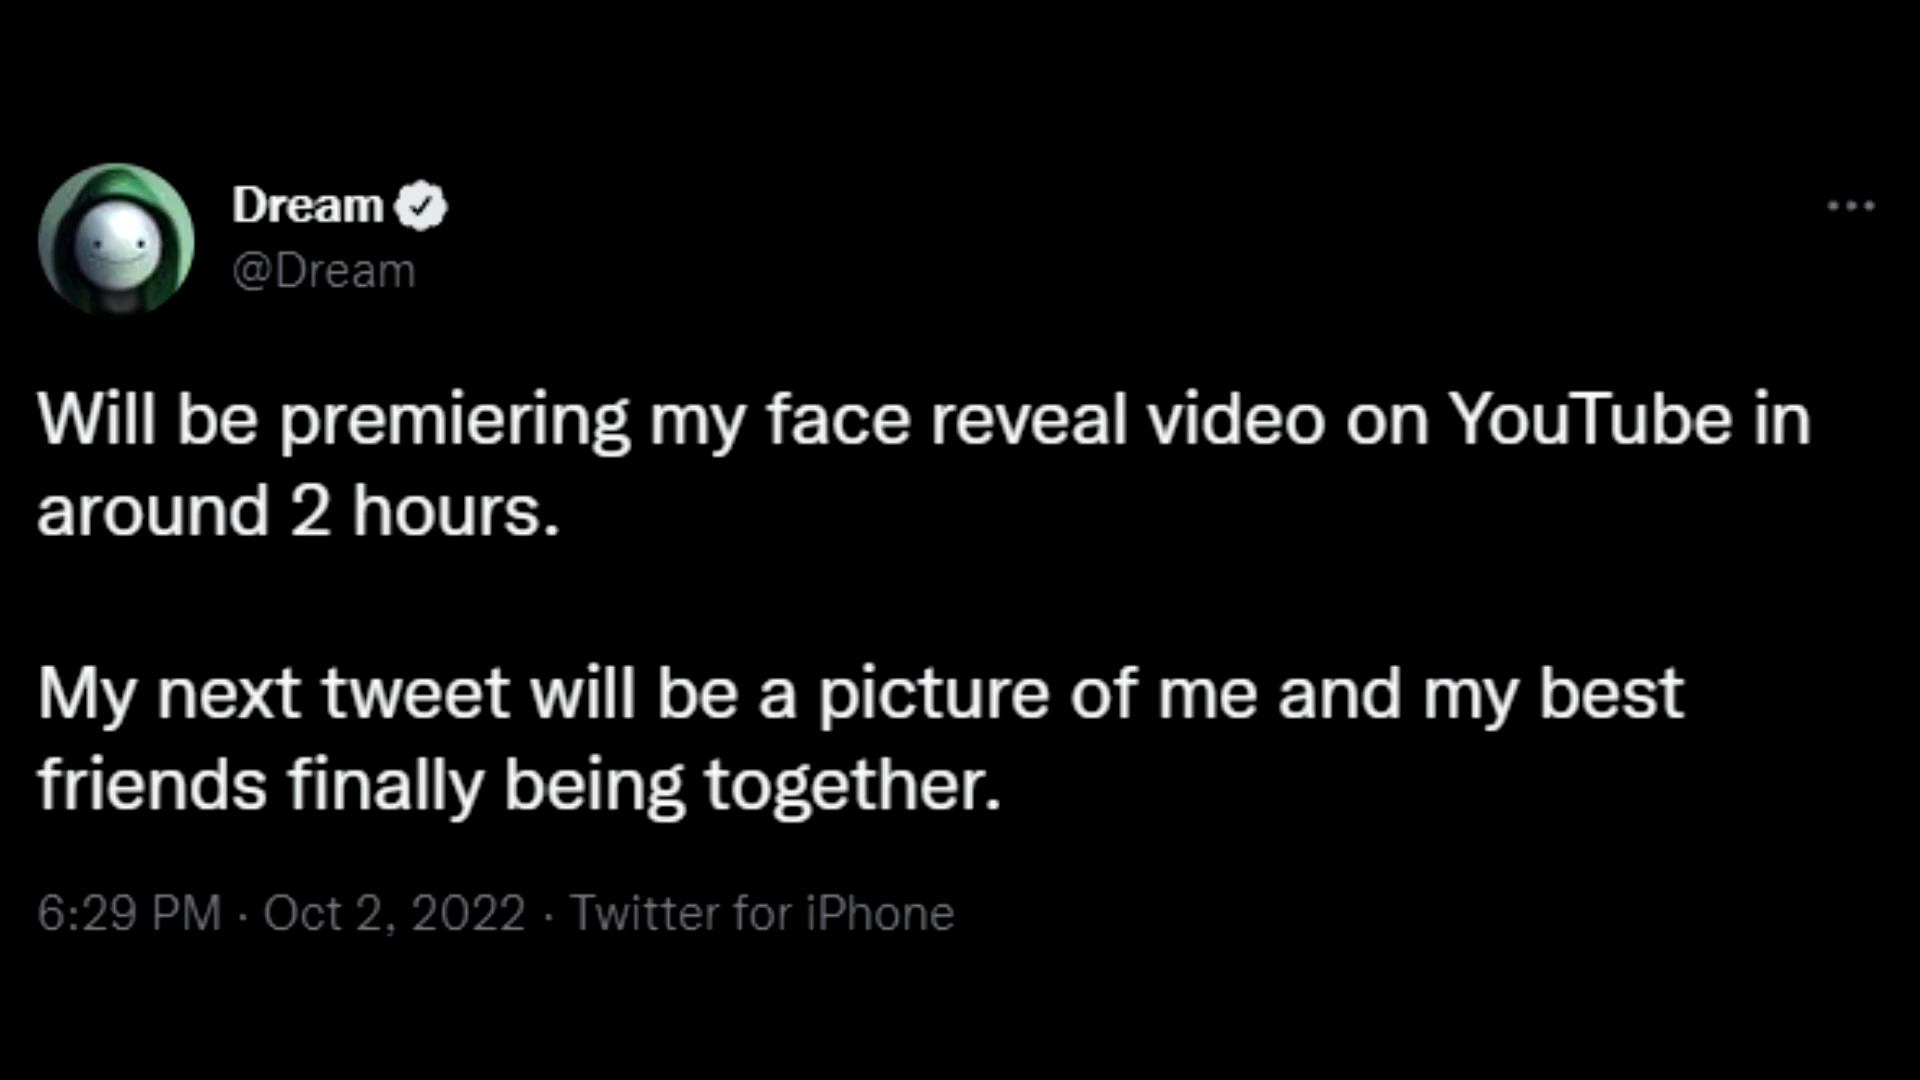 Dream
@Dream
Will be premiering my face reveal video on YouTube in
around 2 hours.
My next tweet will be a picture of me and my best
friends finally being together.
6:29 PM · Oct 2, 2022 · Twitter for iPhone